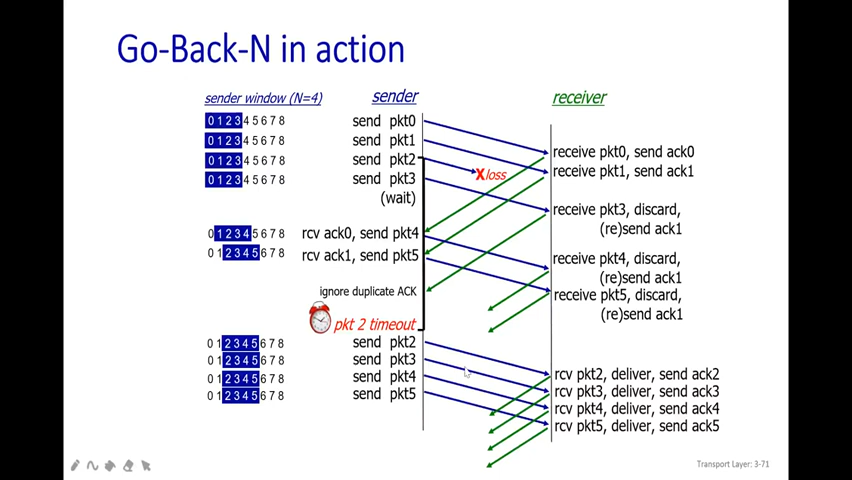 Go-Back-N in action
sender window (N=4)
sender
receiver
0 1 2 3 4 5 6 7 8
send pkt0
0 1 2 3 4 5 6 7 8
send pkt1
0 1 2 3 4 5 6 7 8
send pkt2
0 1 2 3 4 5 6 7 8
send pkt3
(wait)
X loss
receive pkt0, send ack0
receive pkt1, send ack1
receive pkt3, discard,
(re)send ack1
0 1 2 3 4 5 6 7 8
rcv ack0, send pkt4
0 1 2 3 4 5 6 7 8
rcv ack1, send pkt5
receive pkt4, discard,
(re)send ack1
ignore duplicate ACK
receive pkt5, discard,
(re)send ack1
pkt 2 timeout
0 1 2 3 4 5 6 7 8
send pkt2
0 1 2 3 4 5 6 7 8
send pkt3
0 1 2 3 4 5 6 7 8
send pkt4
0 1 2 3 4 5 6 7 8
send pkt5
rcv pkt2, deliver, send ack2
rcv pkt3, deliver, send ack3
rcv pkt4, deliver, send ack4
rcv pkt5, deliver, send ack5
Transport Layer: 3-71